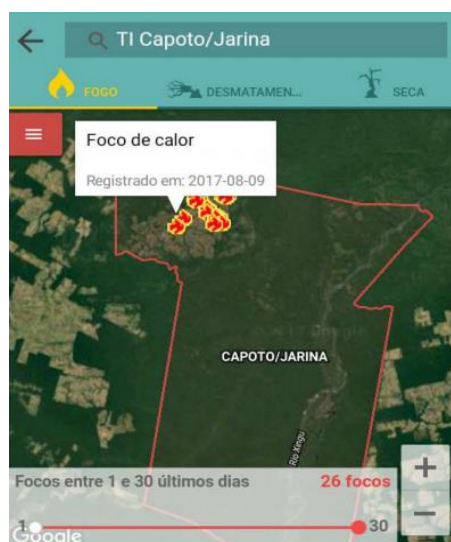 TI Capoto/Jarina
FOGO
DESMATAMEN...
SECA
Foco de calor
Registrado em: 2017-08-09
CAPOTO/JARINA
Rio Xingu
Focos entre 1 e 30 últimos dias
26 focos
1
30
Google